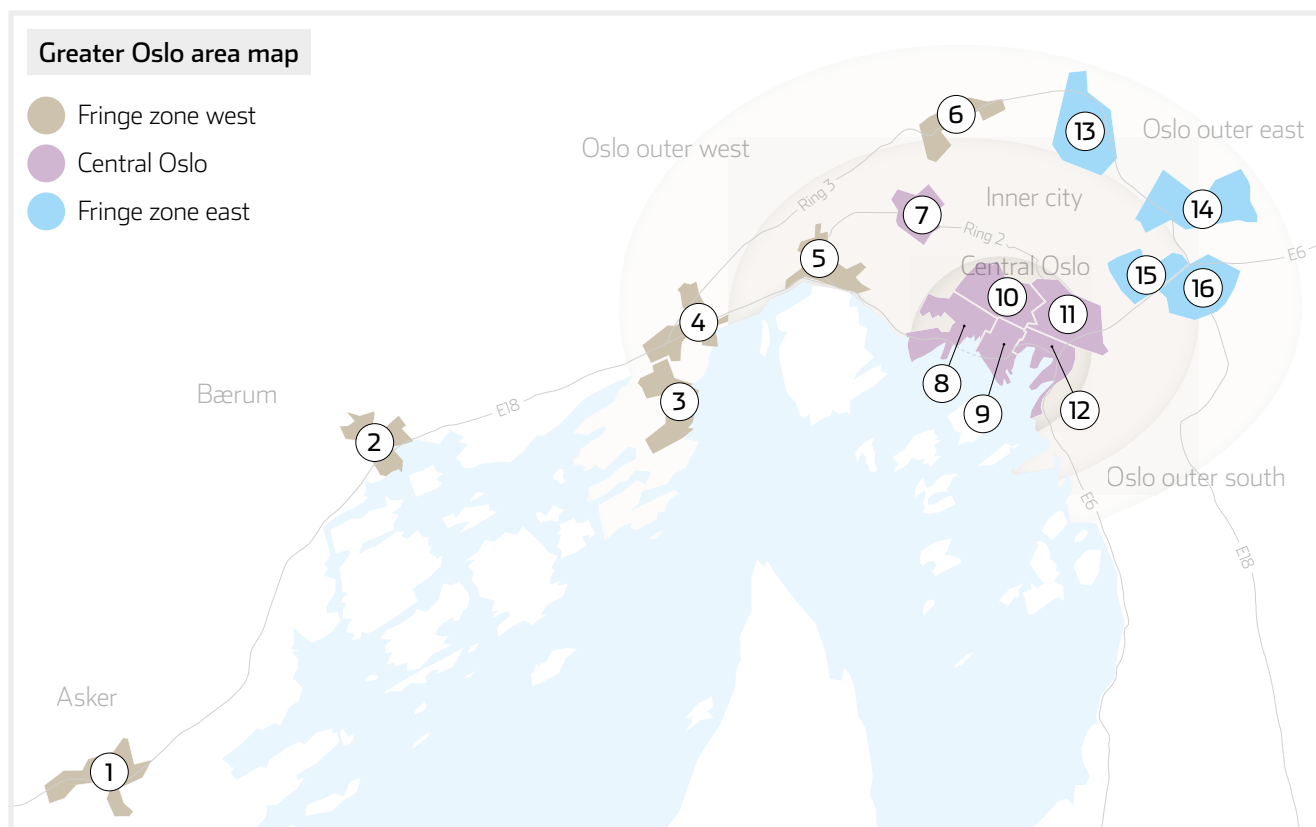 Greater Oslo area map
Fringe zone west
Central Oslo
Fringe zone east
6
13
Oslo outer east
Oslo outer west
Ring 3
Inner city
7
14
Ring 2
E6
5
Central Oslo
15
16
10
11
4
8
9
12
3
Bærum
E18
2
Oslo outer south
E6
E18
Asker
1